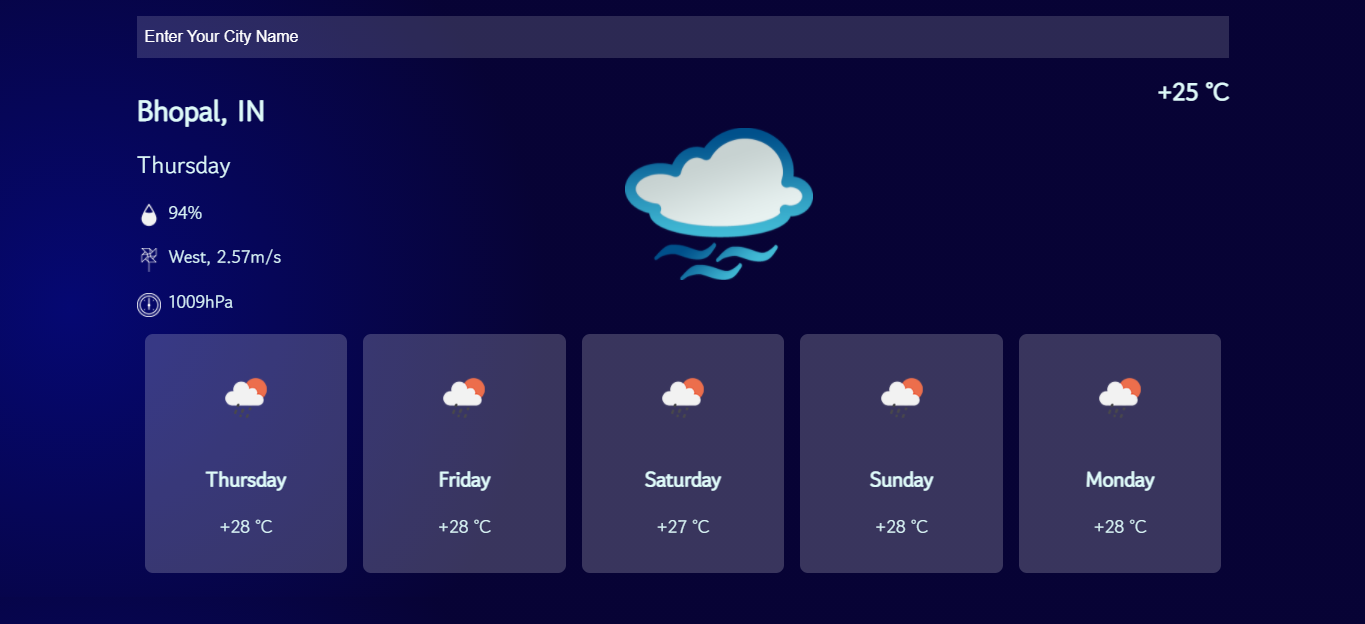 Enter Your City Name
+25 °C
Bhopal, IN
Thursday
94%
West, 2.57m/s
1009hPa
Thursday
+28 °C
Friday
+28 °C
Saturday
+27 °C
Sunday
+28 °C
Monday
+28 °C